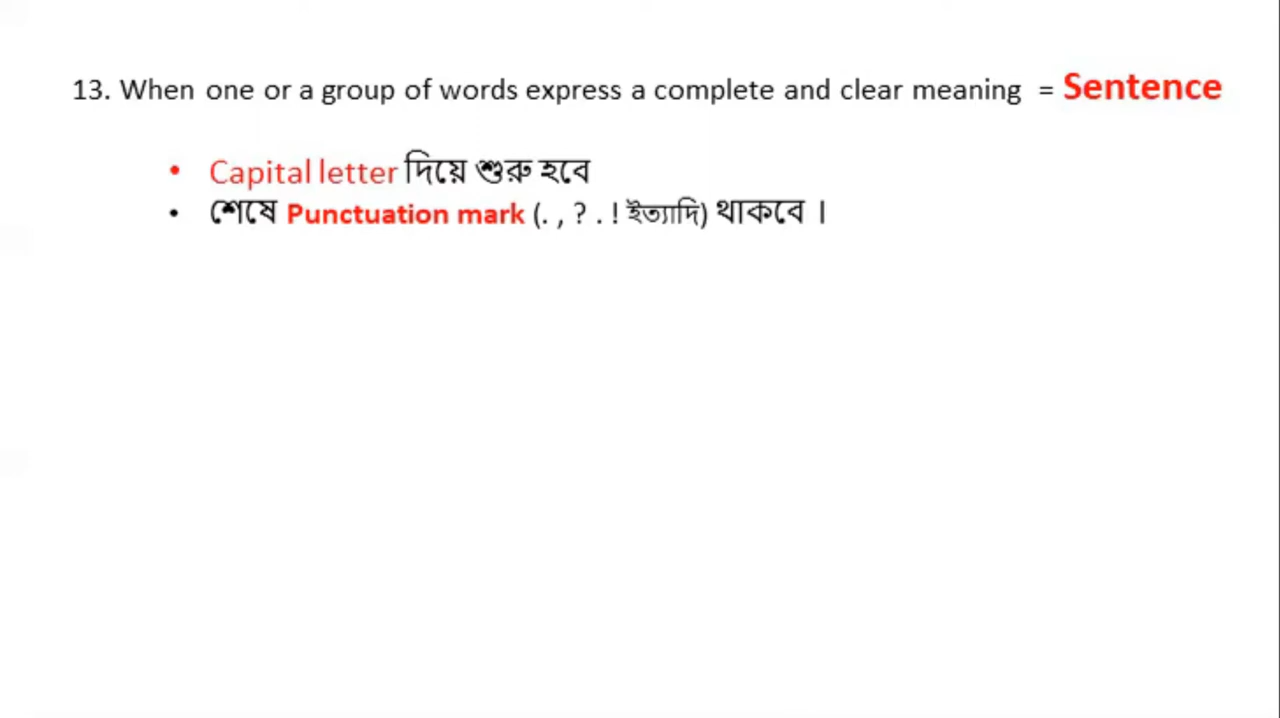 13. When one or a group of words express a complete and clear meaning = Sentence
• Capital letter দিয়ে শুরু হবে
• শেষে Punctuation mark (. , ? . ! ইত্যাদি) থাকবে ।